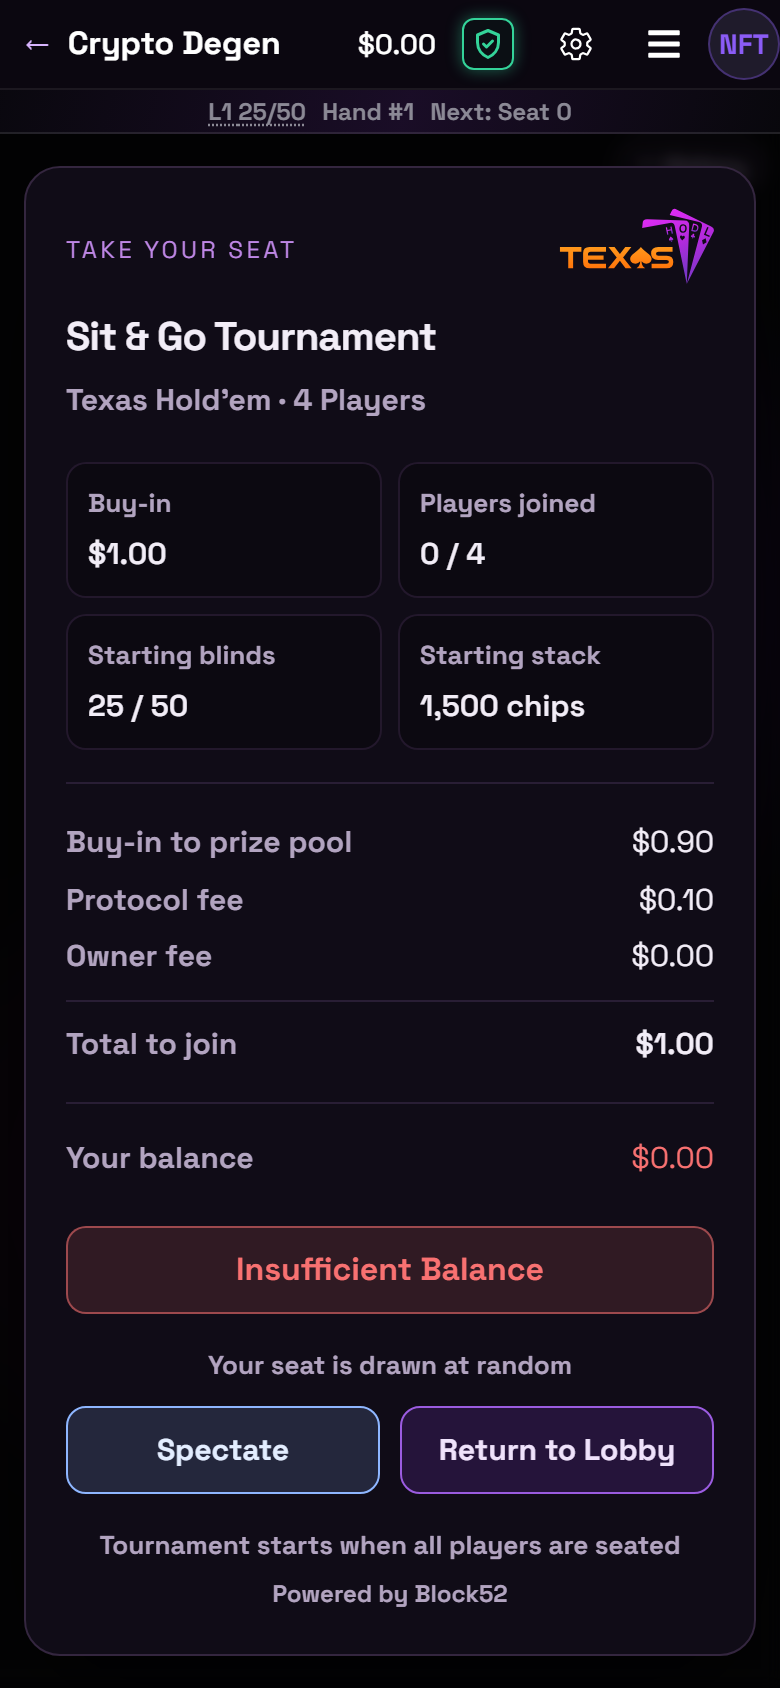 ← Crypto Degen $0.00 NFT
L1 25/50 Hand #1 Next: Seat 0
TAKE YOUR SEAT
HODL
TEXAS
Sit & Go Tournament
Texas Hold’em · 4 Players
Buy-in
$1.00
Players joined
0 / 4
Starting blinds
25 / 50
Starting stack
1,500 chips
Buy-in to prize pool $0.90
Protocol fee $0.10
Owner fee $0.00
Total to join $1.00
Your balance $0.00
Insufficient Balance
Your seat is drawn at random
Spectate
Return to Lobby
Tournament starts when all players are seated
Powered by Block52